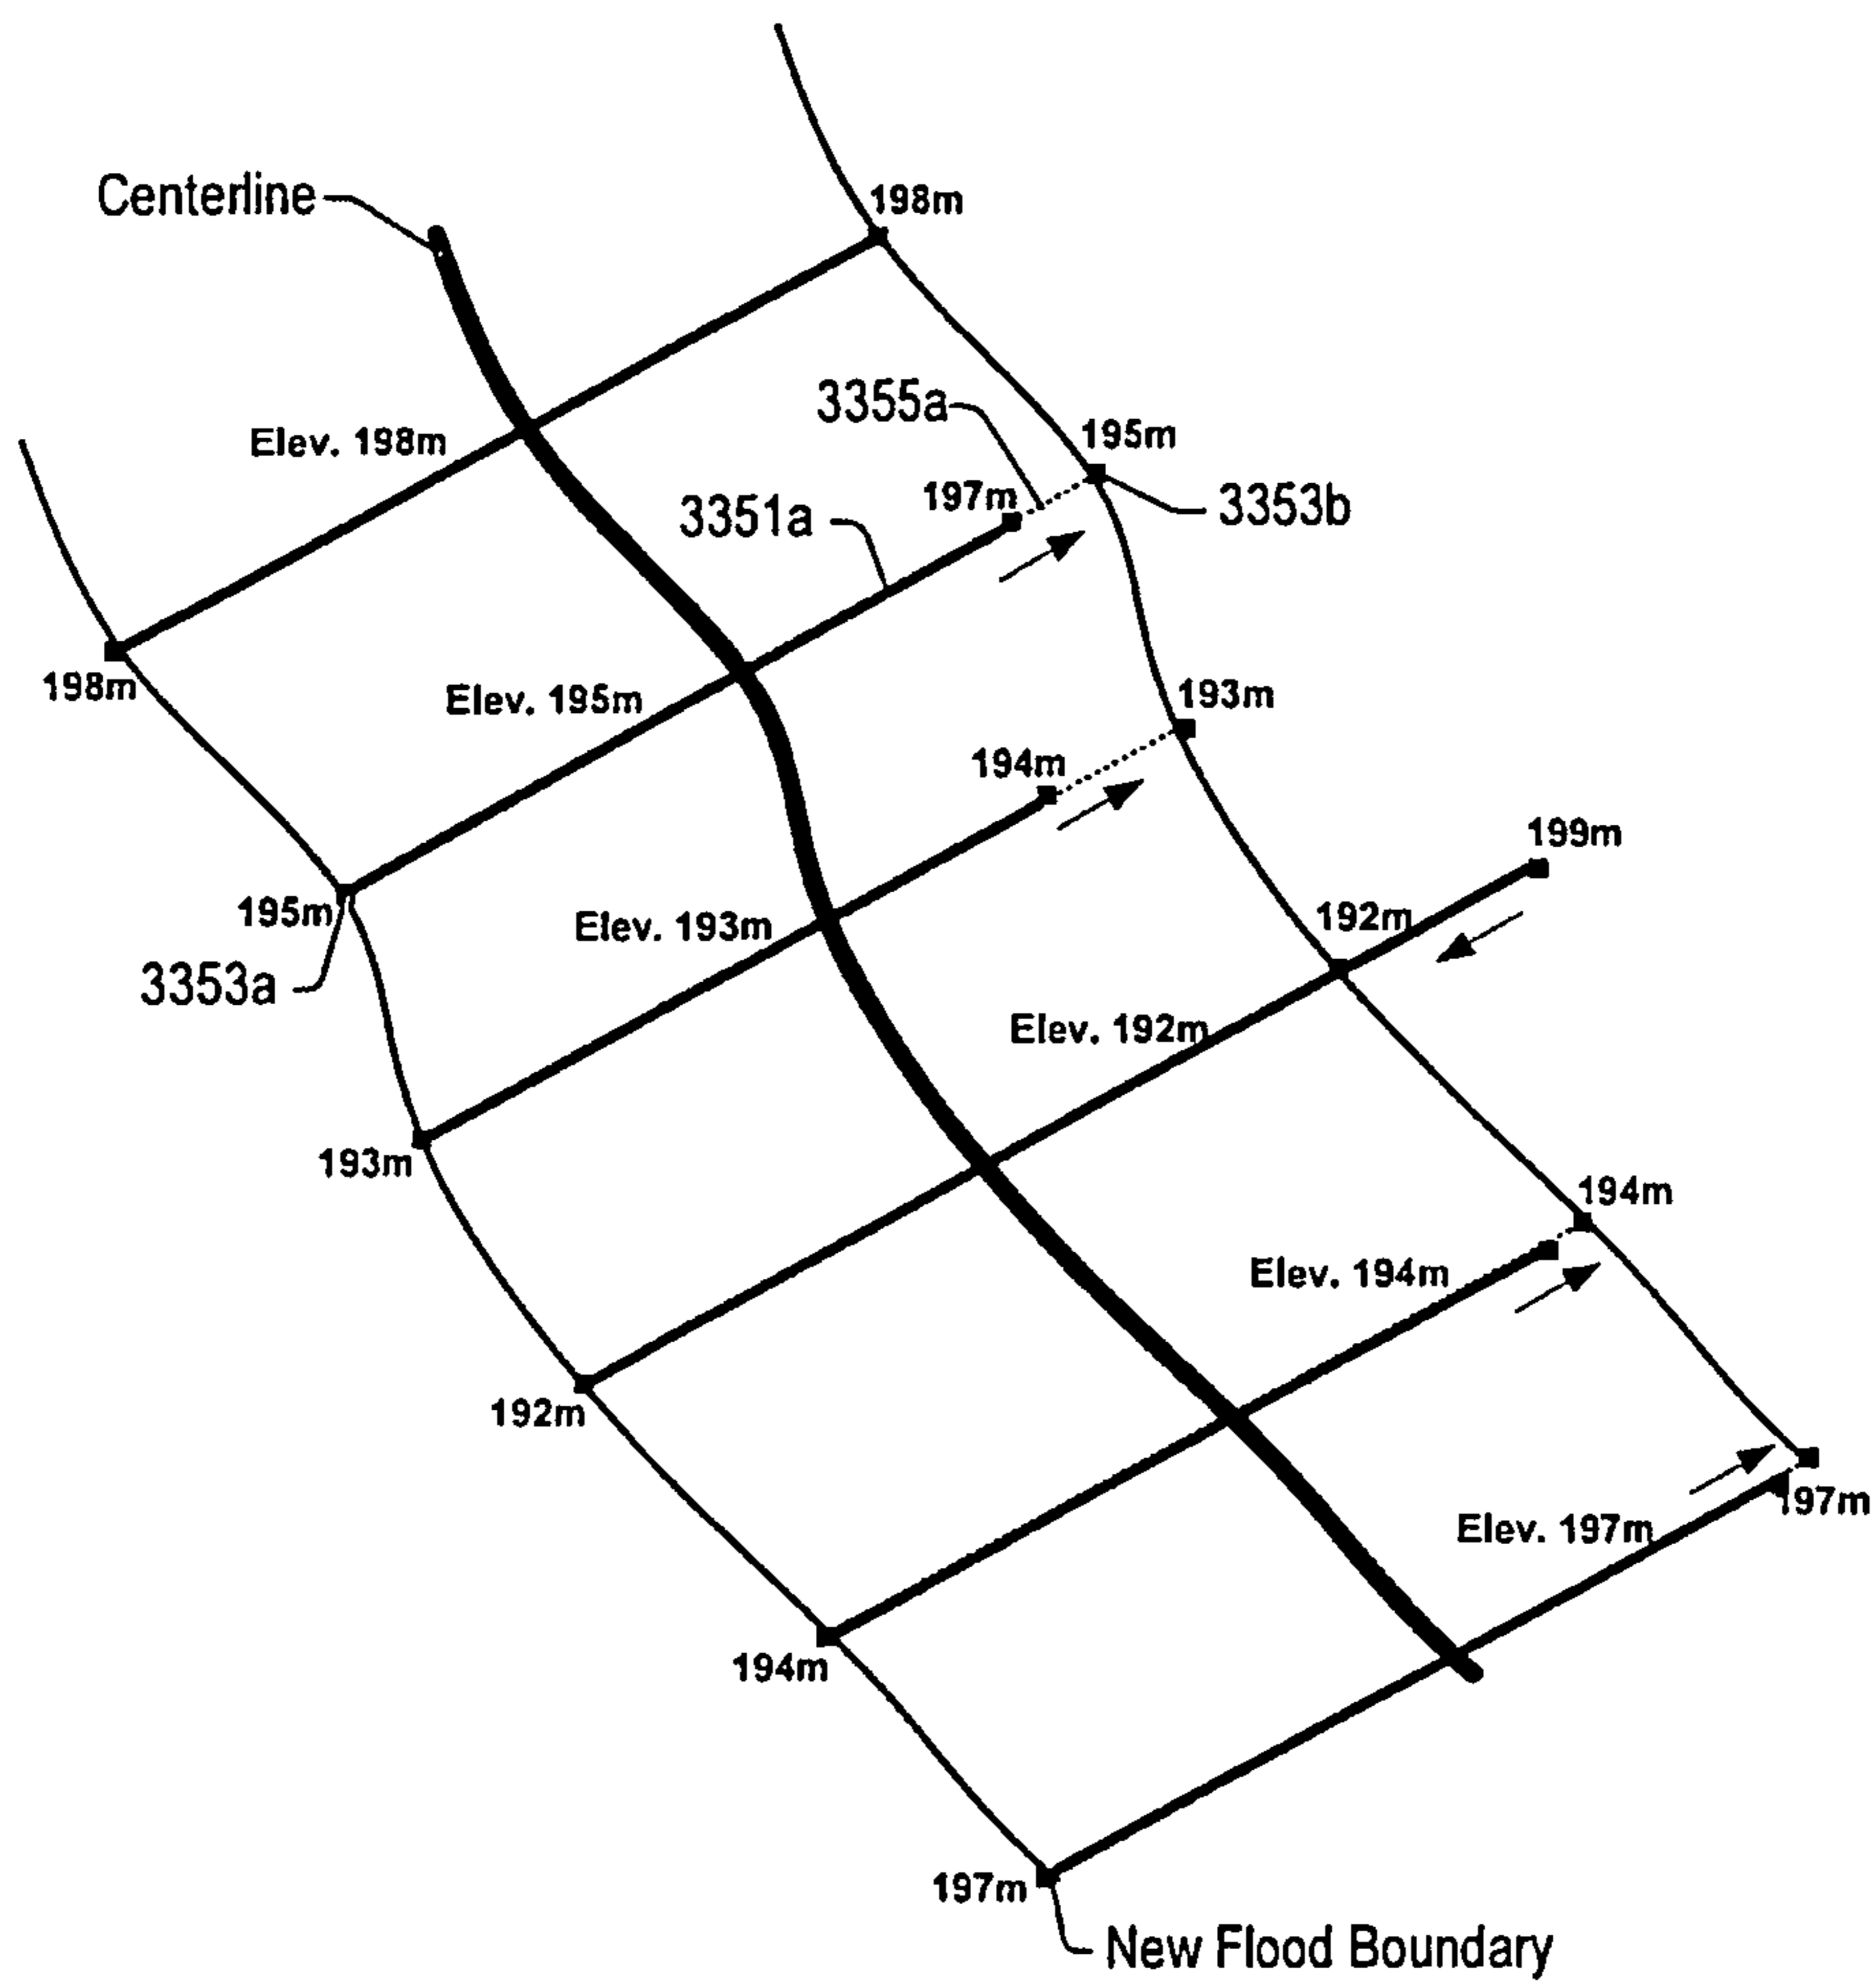 Centerline
198m
Elev. 198m
3355a
195m
197m
3351a
3353b
198m
Elev. 195m
193m
194m
199m
195m
Elev. 193m
192m
3353a
Elev. 192m
193m
194m
Elev. 194m
192m
197m
Elev. 197m
194m
197m
New Flood Boundary